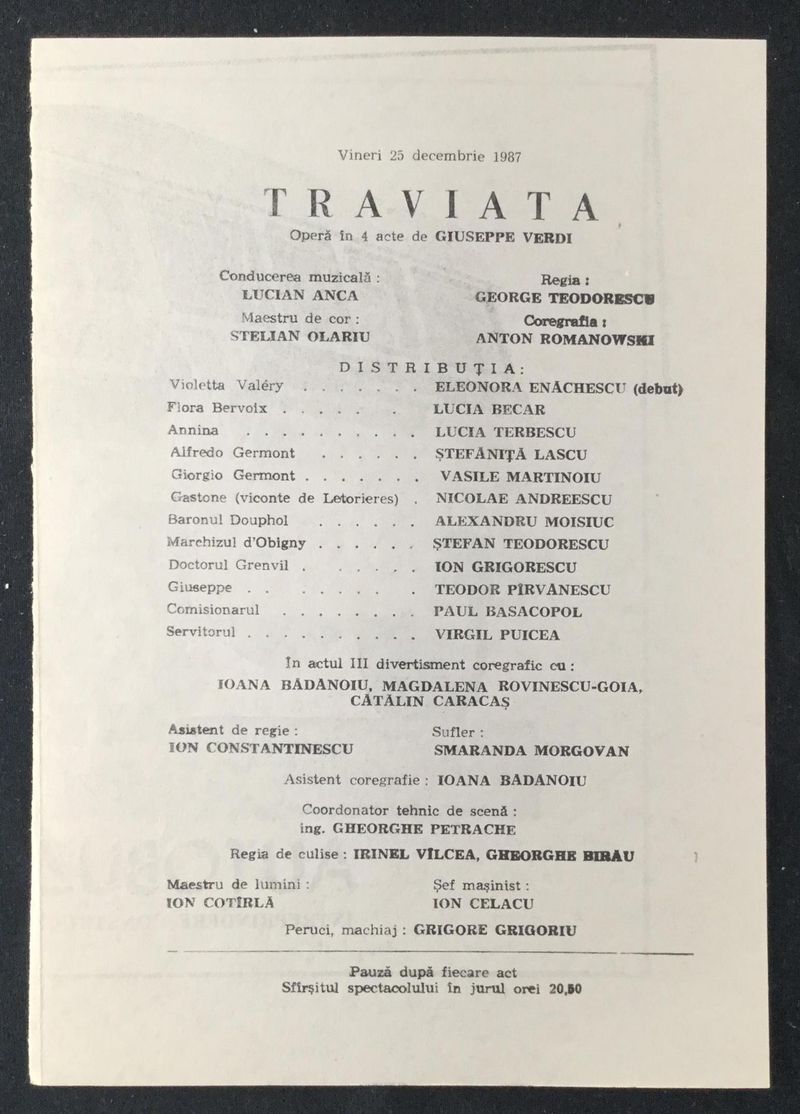 Vineri 25 decembrie 1987
TRAVIATA
Operă în 4 acte de GIUSEPPE VERDI
Conducerea muzicală :
LUCIAN ANCA
Regia :
GEORGE TEODORESCU
Maestru de cor :
STELIAN OLARIU
Coregrafia :
ANTON ROMANOWSKI
DISTRIBUŢIA:
Violetta Valéry . . . . . . . ELEONORA ENĂCHESCU (debut)
Flora Bervoix . . . . . . LUCIA BECAR
Annina . . . . . . . . . . LUCIA TERBESCU
Alfredo Germont . . . . . . ŞTEFĂNIŢĂ LASCU
Giorgio Germont . . . . . . . VASILE MARTINOIU
Gastone (viconte de Letorieres) . NICOLAE ANDREESCU
Baronul Douphol . . . . . . ALEXANDRU MOISIUC
Marchizul d'Obigny . . . . . . ŞTEFAN TEODORESCU
Doctorul Grenvil . . . . . . ION GRIGORESCU
Giuseppe . . . . . . . . TEODOR PÎRVĂNESCU
Comisionarul . . . . . . . . PAUL BASACOPOL
Servitorul . . . . . . . . . . VIRGIL PUICEA
În actul III divertisment coregrafic cu :
IOANA BĂDĂNOIU, MAGDALENA ROVINESCU-GOIA,
CĂTĂLIN CARACAŞ
Asistent de regie :
ION CONSTANTINESCU
Sufler :
SMARANDA MORGOVAN
Asistent coregrafie : IOANA BĂDĂNOIU
Coordonator tehnic de scenă :
ing. GHEORGHE PETRACHE
Regia de culise : IRINEL VÎLCEA, GHEORGHE BIRĂU
Maestru de lumini :
ION COTÎRLĂ
Şef maşinist :
ION CELACU
Peruci, machiaj : GRIGORE GRIGORIU
Pauză după fiecare act
Sfîrşitul spectacolului în jurul orei